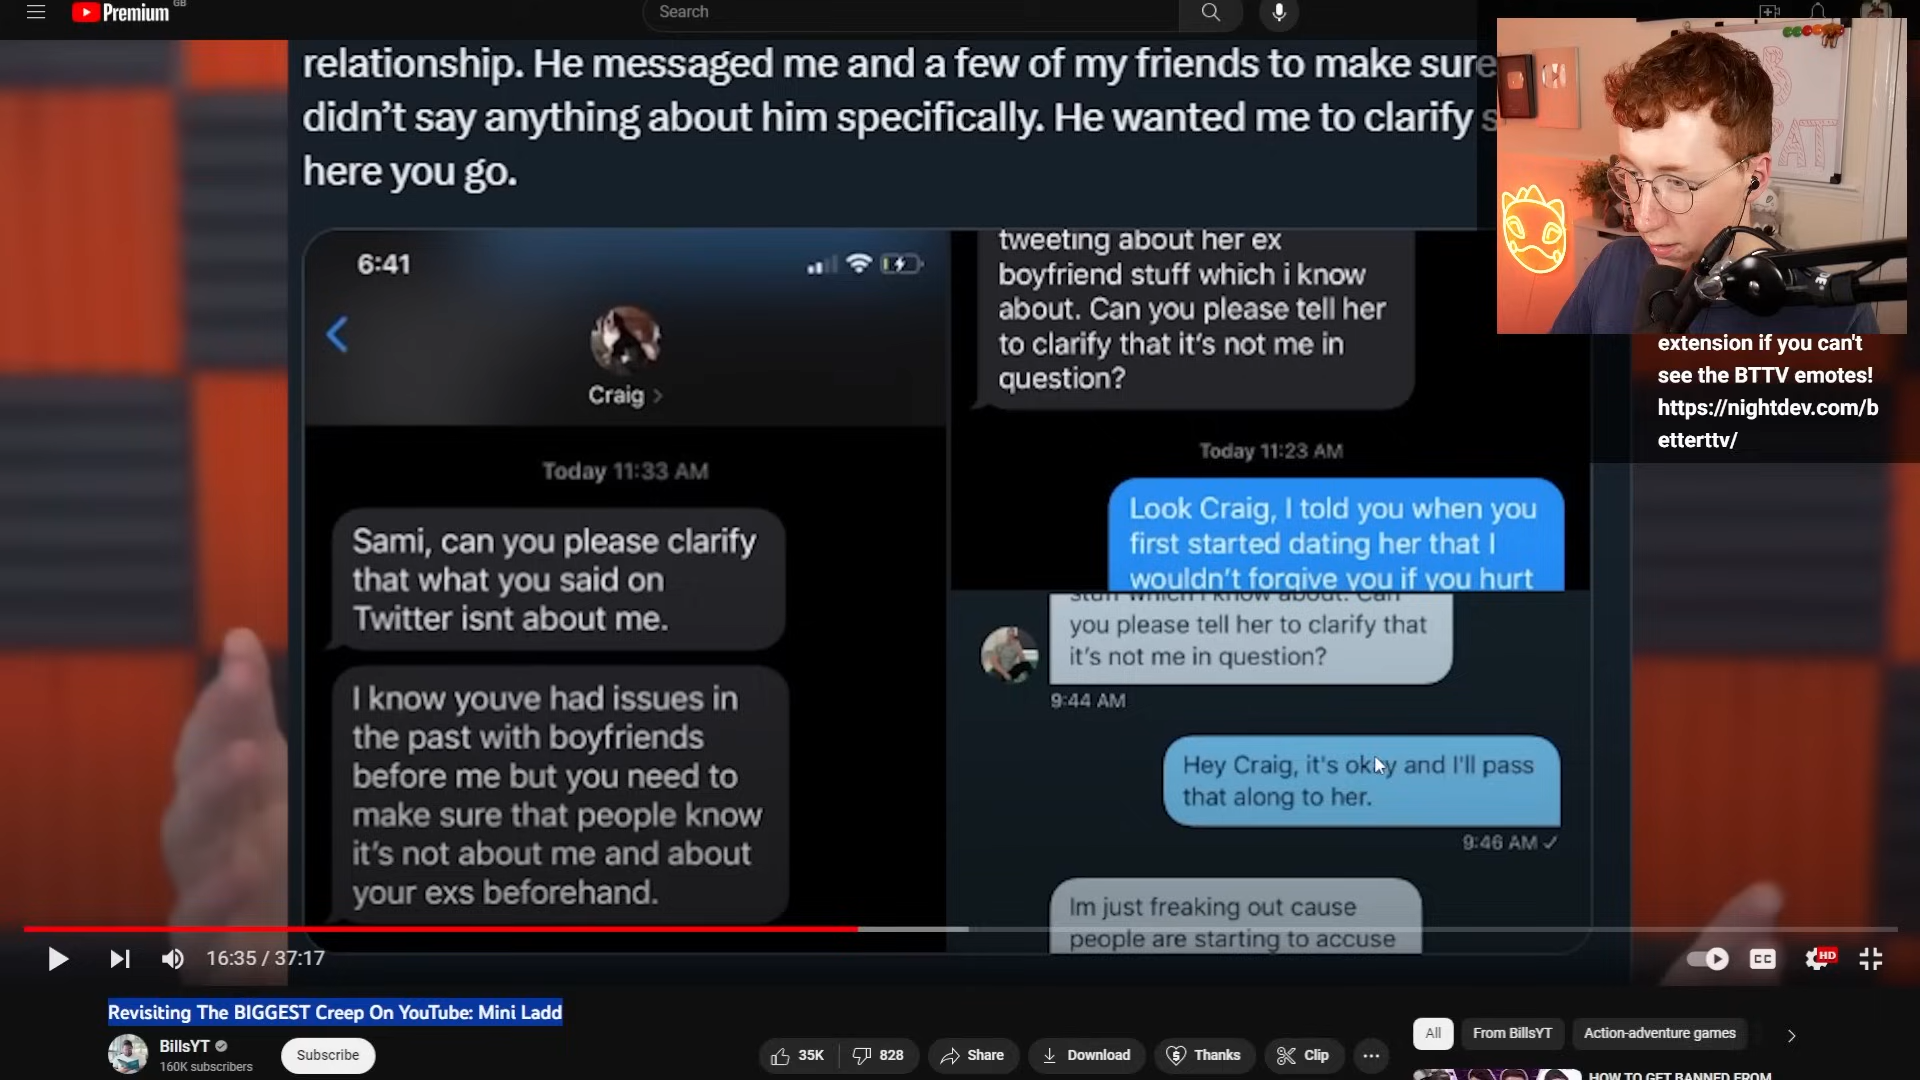 Premium GB
Search
relationship. He messaged me and a few of my friends to make sure
didn't say anything about him specifically. He wanted me to clarify s
here you go.
6:41
Craig >
Today 11:33 AM
Sami, can you please clarify
that what you said on
Twitter isnt about me.
I know youve had issues in
the past with boyfriends
before me but you need to
make sure that people know
it's not about me and about
your exs beforehand.
tweeting about her ex
boyfriend stuff which i know
about. Can you please tell her
to clarify that it's not me in
question?
Today 11:23 AM
Look Craig, I told you when you
first started dating her that I
wouldn't forgive you if you hurt
stuff which I know about. Can
you please tell her to clarify that
it's not me in question?
9:44 AM
Hey Craig, it's okay and I'll pass
that along to her.
9:46 AM ✓
Im just freaking out cause
people are starting to accuse
extension if you can't
see the BTTV emotes!
https://nightdev.com/b
etterttv/
16:35 / 37:17
CC
HD
Revisiting The BIGGEST Creep On YouTube: Mini Ladd
BillsYT
160K subscribers
Subscribe
35K
828
Share
Download
Thanks
Clip
...
All
From BillsYT
Action-adventure games
HOW TO GET BANNED FROM